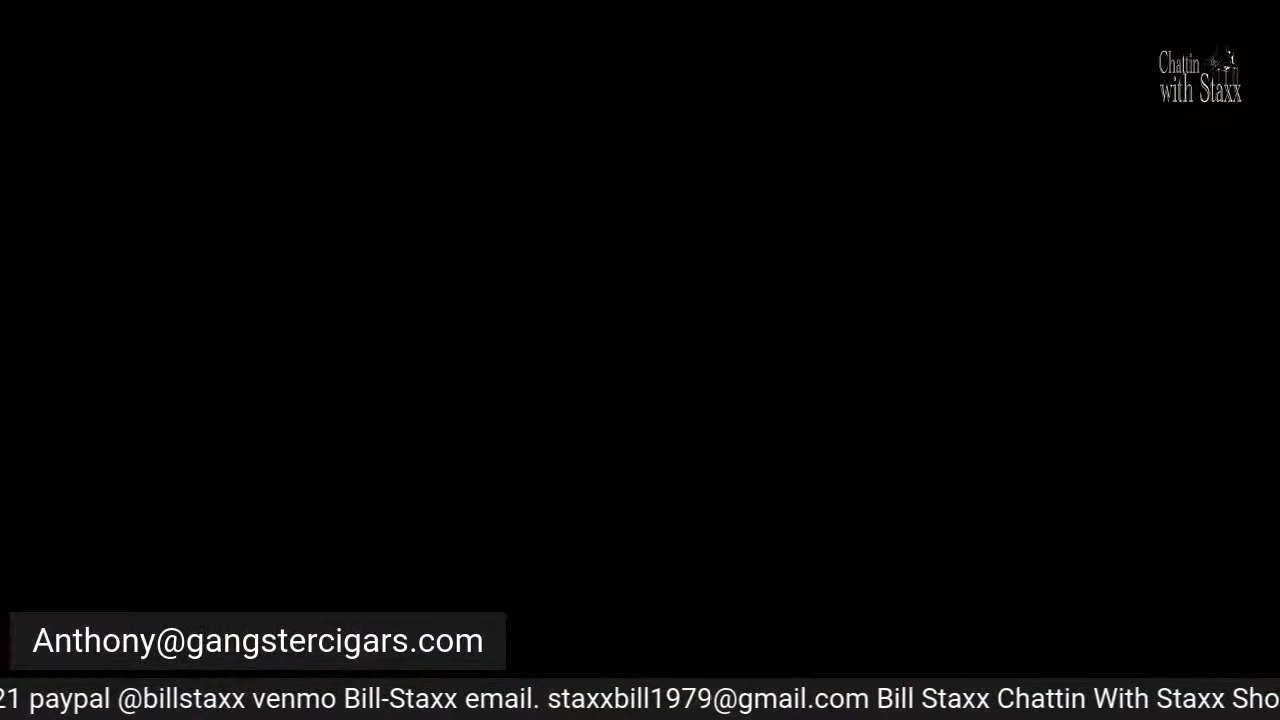 Chattin
with Staxx
Anthony@gangstercigars.com
21 paypal @billstaxx venmo Bill-Staxx email. staxxbill1979@gmail.com Bill Staxx Chattin With Staxx Sho